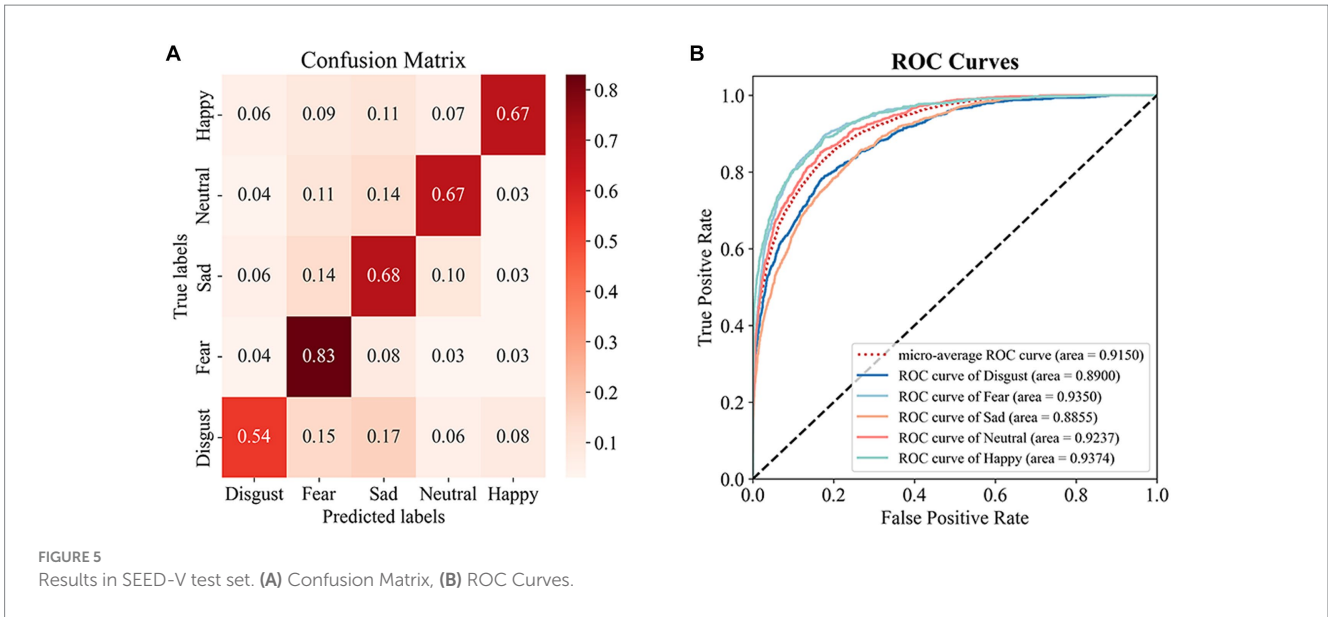 A
Confusion Matrix
True labels
Happy
0.06 0.09 0.11 0.07 0.67
Neutral
0.04 0.11 0.14 0.67 0.03
Sad
0.06 0.14 0.68 0.10 0.03
Fear
0.04 0.83 0.08 0.03 0.03
Disgust
0.54 0.15 0.17 0.06 0.08
Disgust Fear Sad Neutral Happy
Predicted labels
0.8
0.7
0.6
0.5
0.4
0.3
0.2
0.1
B
ROC Curves
True Positve Rate
1.0
0.8
0.6
0.4
0.2
0.0
micro-average ROC curve (area = 0.9150)
ROC curve of Disgust (area = 0.8900)
ROC curve of Fear (area = 0.9350)
ROC curve of Sad (area = 0.8855)
ROC curve of Neutral (area = 0.9237)
ROC curve of Happy (area = 0.9374)
0.0 0.2 0.4 0.6 0.8 1.0
False Positive Rate
FIGURE 5
Results in SEED-V test set. (A) Confusion Matrix, (B) ROC Curves.